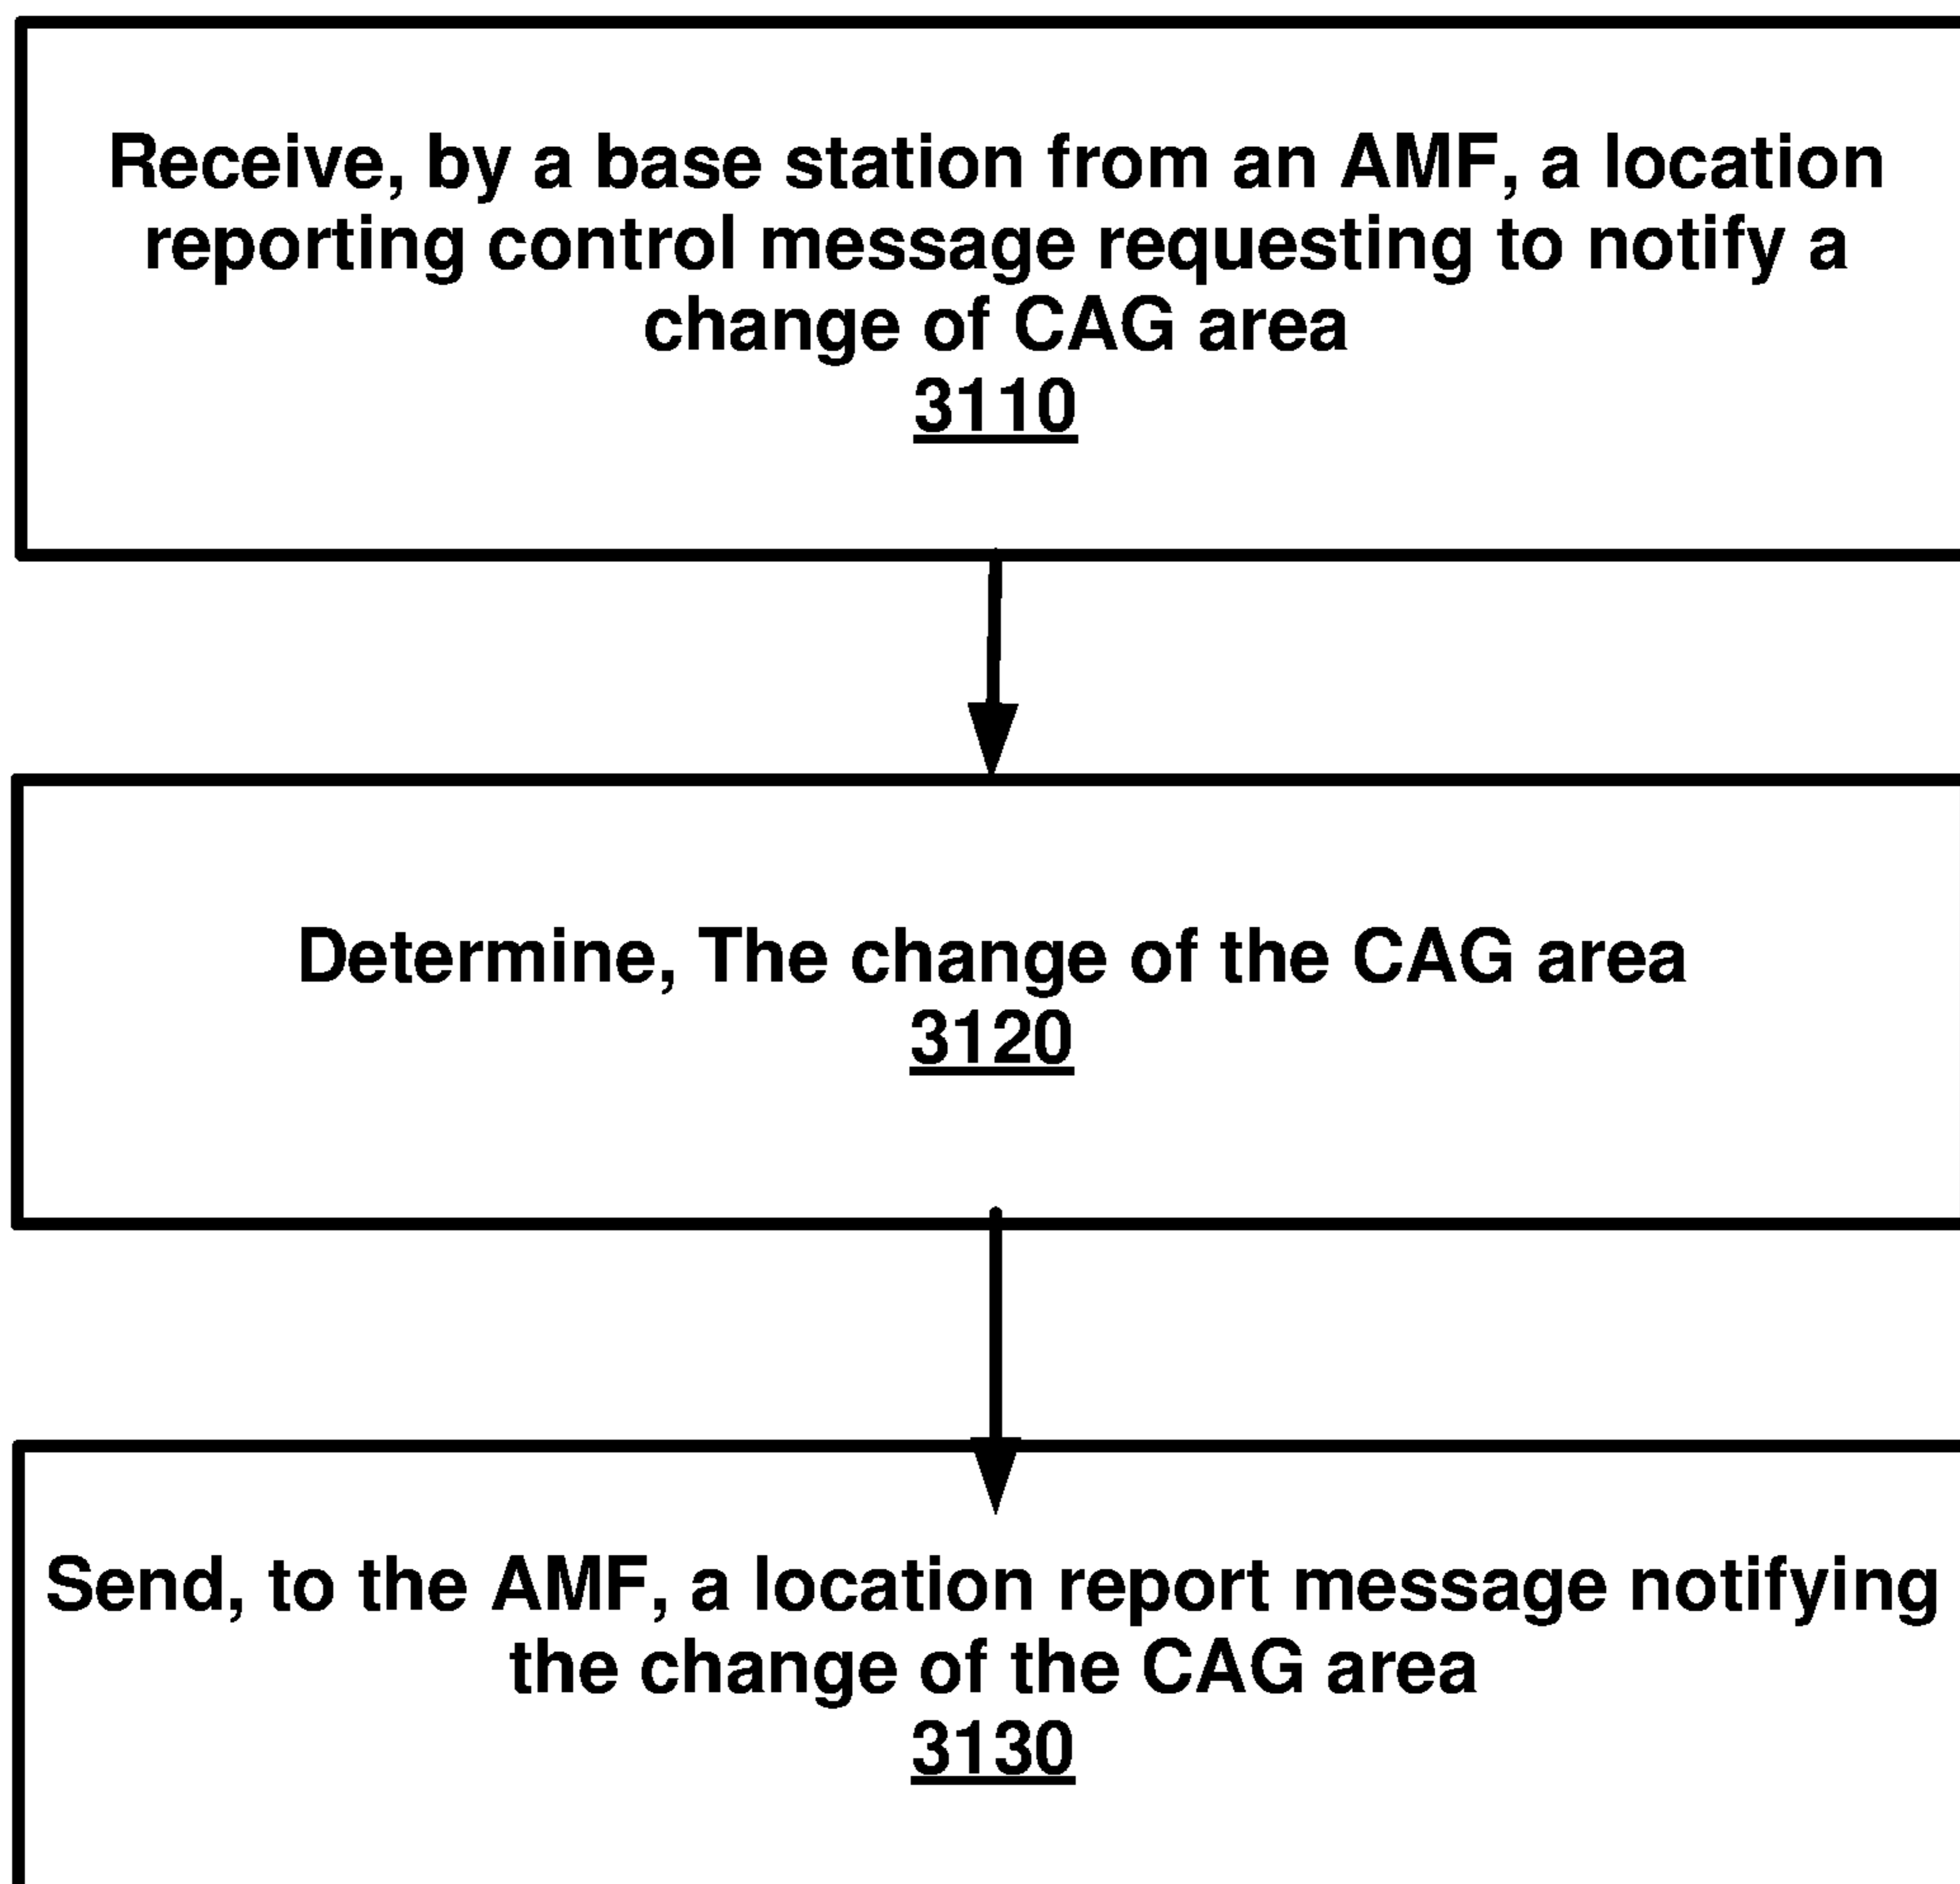 Receive, by a base station from an AMF, a location
reporting control message requesting to notify a
change of CAG area
3110
Determine, The change of the CAG area
3120
Send, to the AMF, a location report message notifying
the change of the CAG area
3130